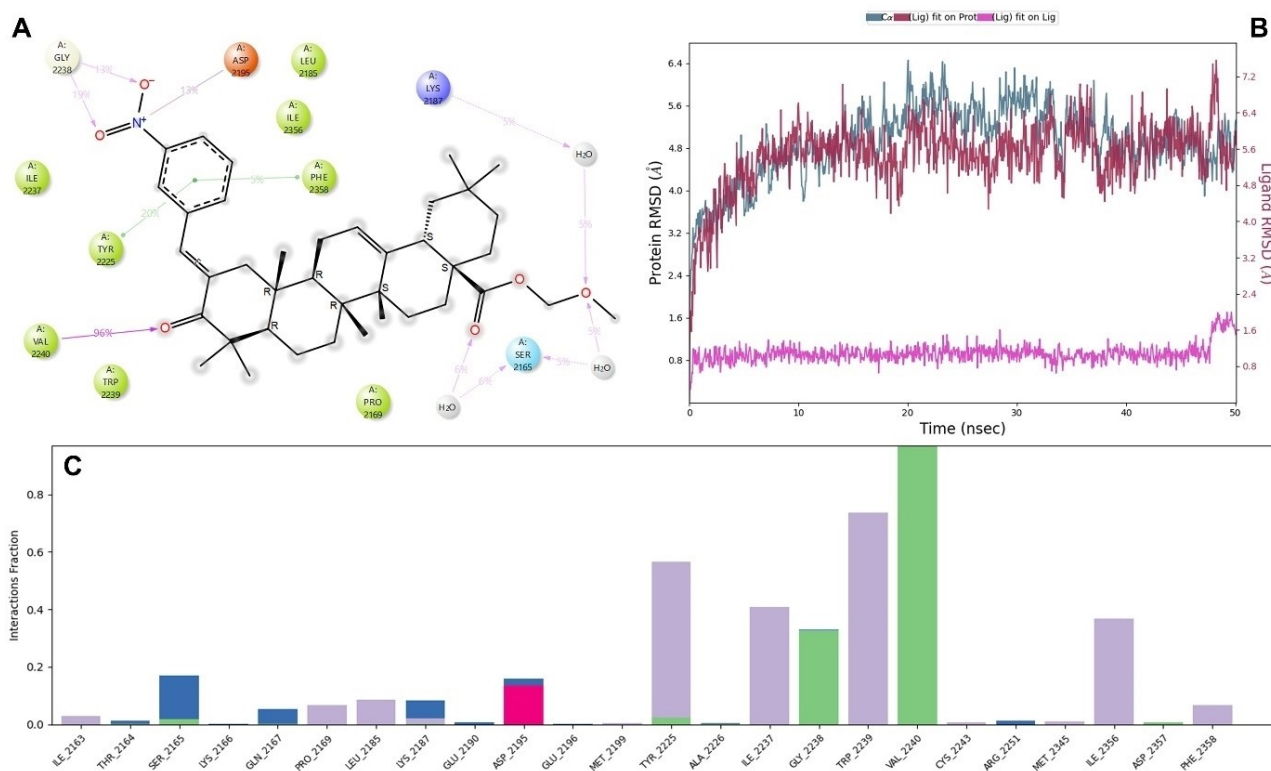 A
A:
GLY
2238
13%
19%
O⁻
N⁺
O
13%
A:
ASP
2195
A:
LEU
2185
A:
ILE
2356
A:
ILE
2237
A:
PHE
2358
5%
20%
A:
TYR
2225
A:
LYS
2187
5%
H₂O
5%
S
S
R
R
R
S
R
O
O
O
O
96%
A:
VAL
2240
A:
TRP
2239
A:
PRO
2169
A:
SER
2165
6%
6%
5%
5%
H₂O
H₂O
B
Cα
(Lig) fit on Prot
(Lig) fit on Lig
Protein RMSD (Å)
6.4
5.6
4.8
4.0
3.2
2.4
1.6
0.8
Ligand RMSD (Å)
7.2
6.4
5.6
4.8
4.0
3.2
2.4
1.6
0.8
0 10 20 30 40 50
Time (nsec)
C
Interactions Fraction
0.8
0.6
0.4
0.2
0.0
ILE_2163
THR_2164
SER_2165
LYS_2166
GLN_2167
PRO_2169
LEU_2185
LYS_2187
GLU_2190
ASP_2195
GLU_2196
MET_2199
TYR_2225
ALA_2226
ILE_2237
GLY_2238
TRP_2239
VAL_2240
CYS_2243
ARG_2251
MET_2345
ILE_2356
ASP_2357
PHE_2358